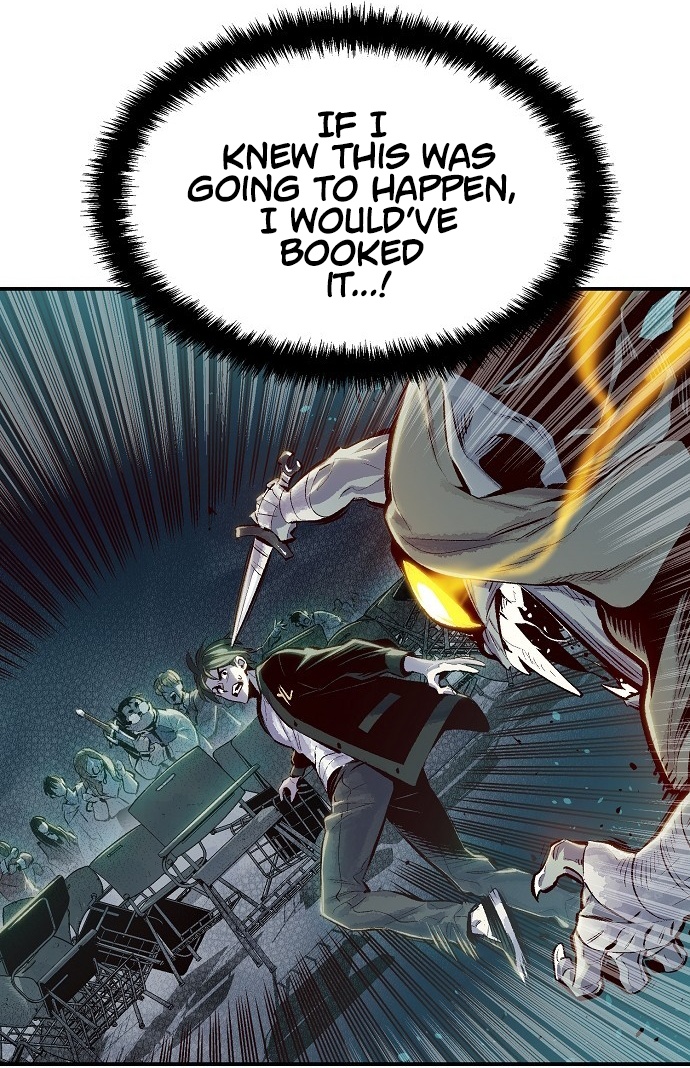 IF I
KNEW THIS WAS
GOING TO HAPPEN,
I WOULD'VE
BOOKED
IT...!